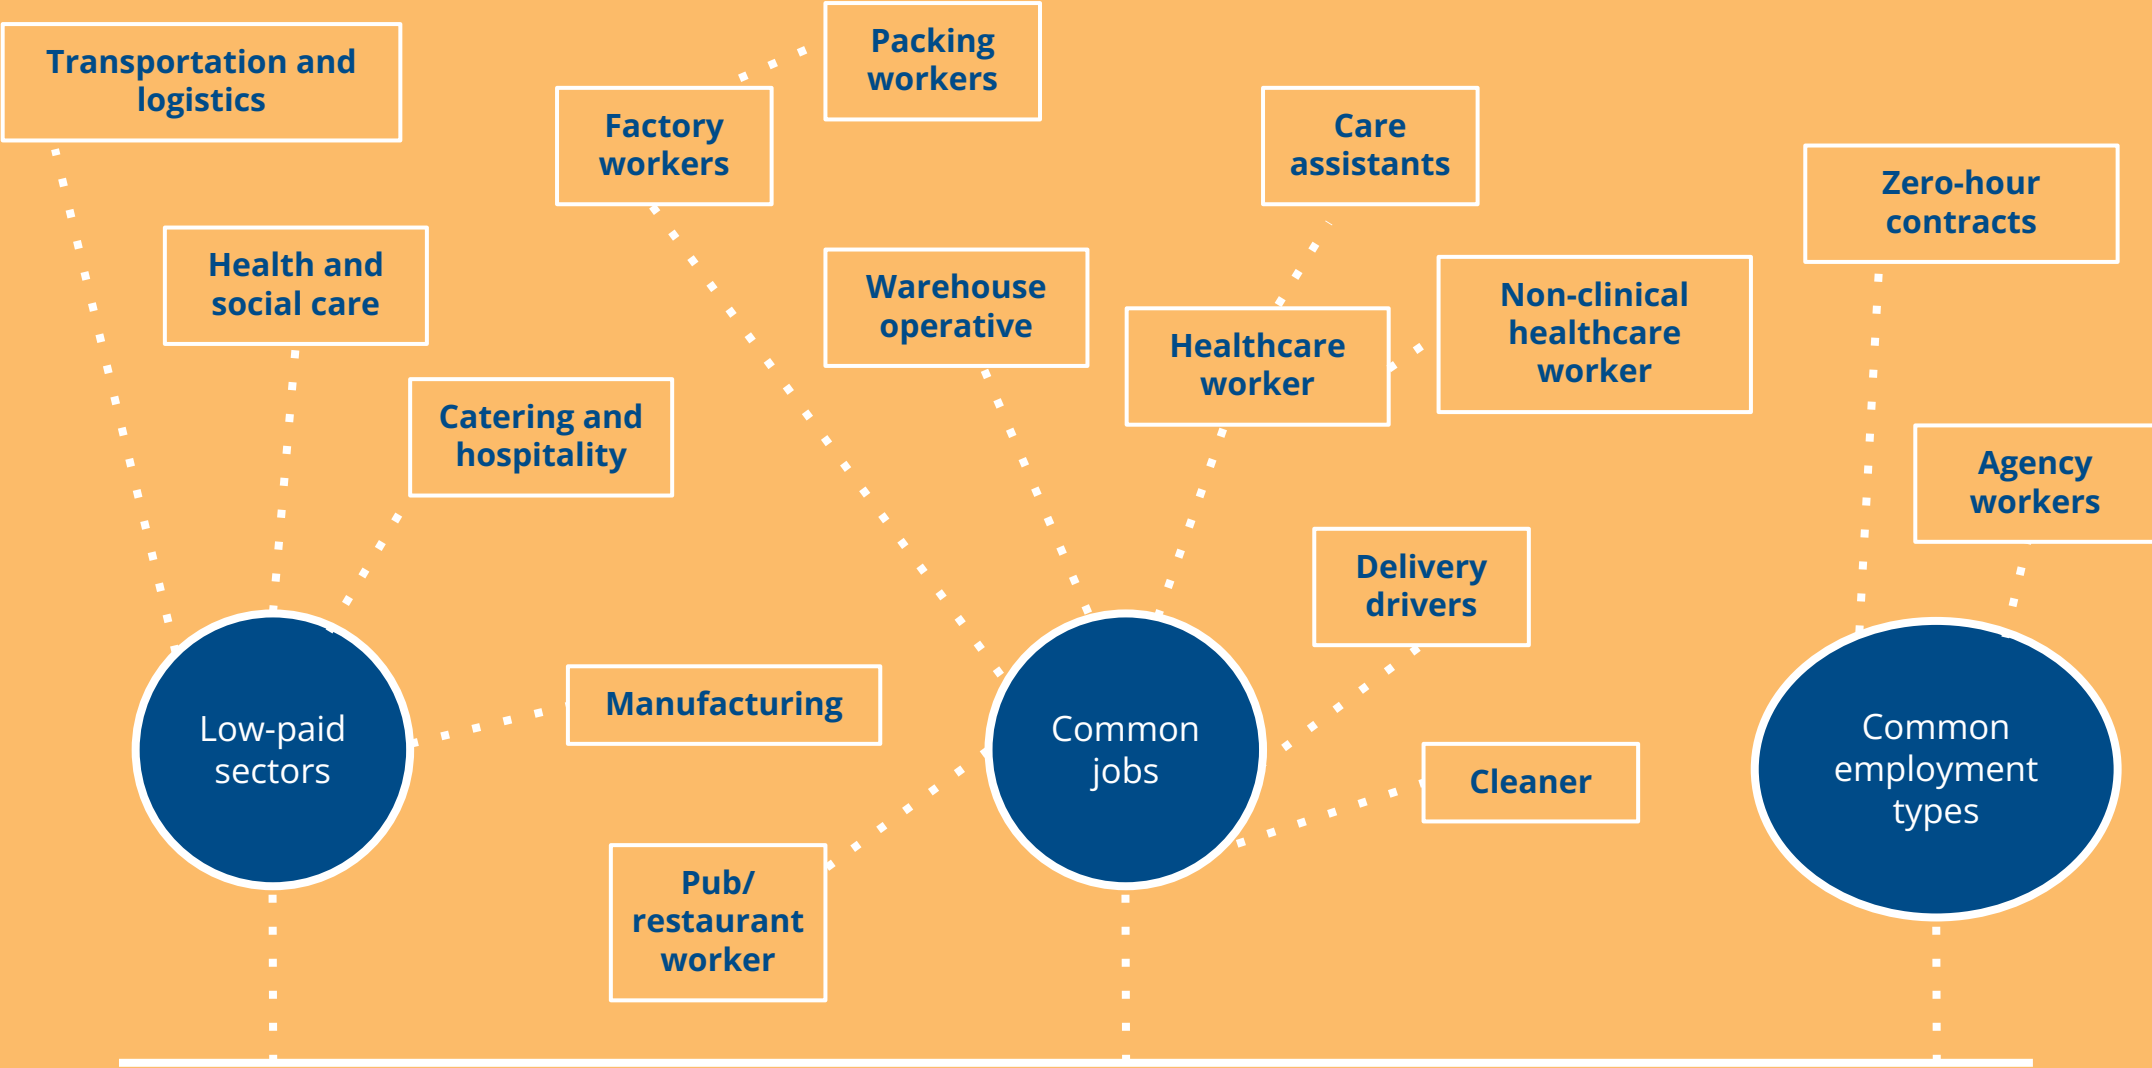 Transportation and
logistics
Health and
social care
Catering and
hospitality
Manufacturing
Low-paid
sectors
Packing
workers
Factory
workers
Warehouse
operative
Care
assistants
Healthcare
worker
Non-clinical
healthcare
worker
Delivery
drivers
Cleaner
Pub/
restaurant
worker
Common
jobs
Zero-hour
contracts
Agency
workers
Common
employment
types